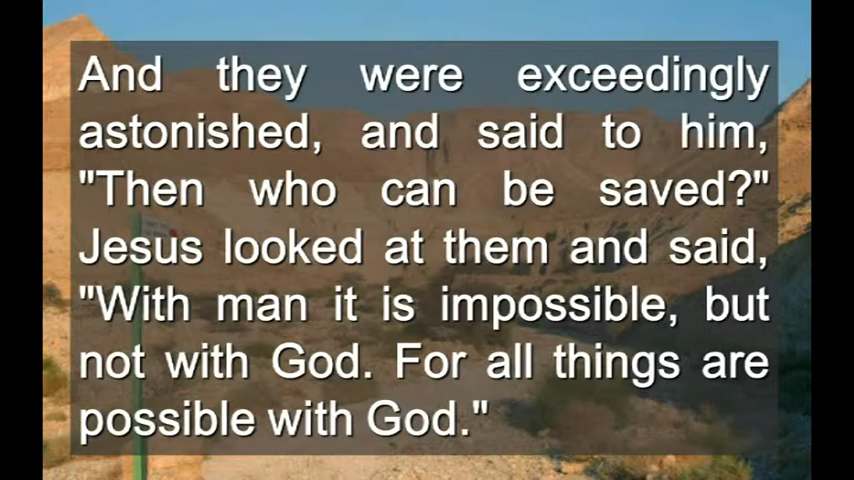 And they were exceedingly
astonished, and said to him,
"Then who can be saved?"
Jesus looked at them and said,
"With man it is impossible, but
not with God. For all things are
possible with God."